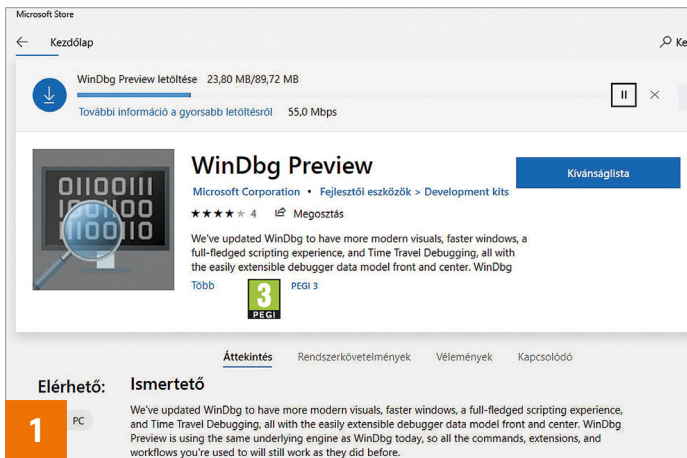 Microsoft Store
Kezdőlap
Ke
WinDbg Preview letöltése 23,80 MB/89,72 MB
További információ a gyorsabb letöltésről 55,0 Mbps
WinDbg Preview
Kívánságlista
Microsoft Corporation • Fejlesztői eszközök > Development kits
4 Megosztás
We've updated WinDbg to have more modern visuals, faster windows, a
full-fledged scripting experience, and Time Travel Debugging, all with
the easily extensible debugger data model front and center. WinDbg
Több
3
PEGI
PEGI 3
01100111
1001100
1100110
Áttekintés Rendszerkövetelmények Vélemények Kapcsolódó
Elérhető:
PC
Ismertető
We've updated WinDbg to have more modern visuals, faster windows, a full-fledged scripting experience,
and Time Travel Debugging, all with the easily extensible debugger data model front and center. WinDbg
Preview is using the same underlying engine as WinDbg today, so all the commands, extensions, and
workflows you're used to will still work as they did before.
1